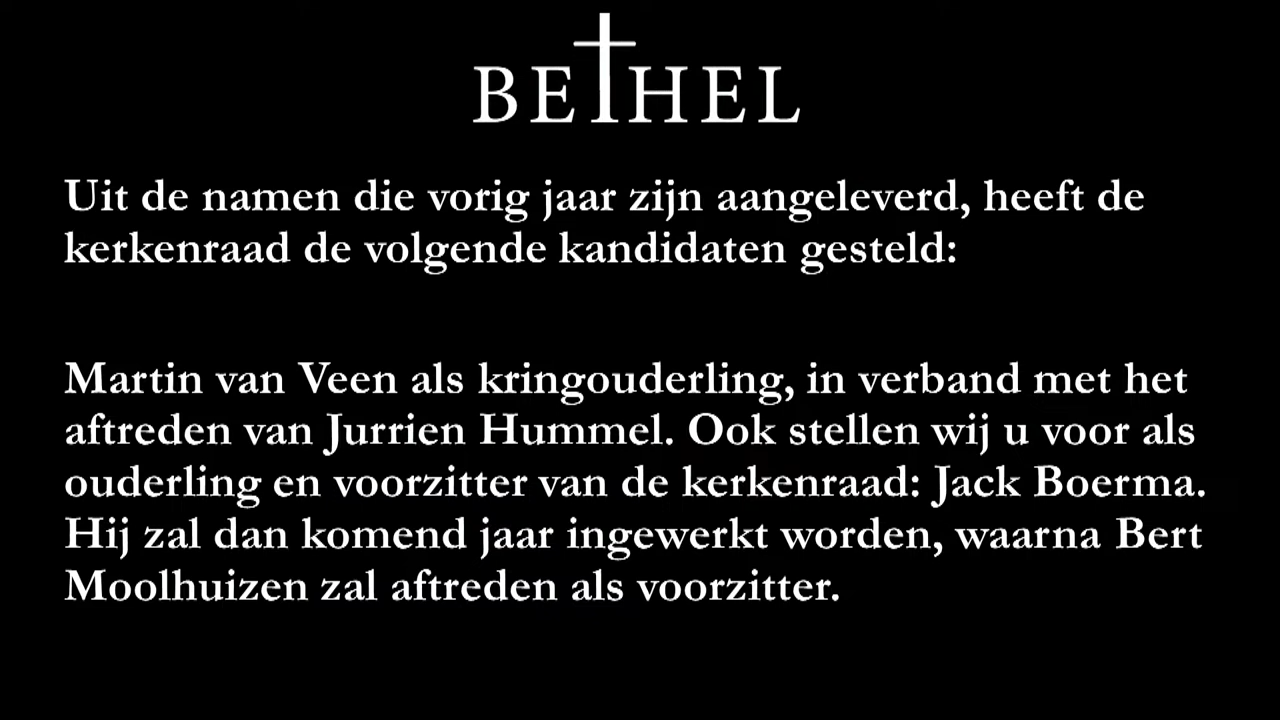 BETHEL
Uit de namen die vorig jaar zijn aangeleverd, heeft de
kerkenraad de volgende kandidaten gesteld:
Martin van Veen als kringouderling, in verband met het
aftreden van Jurrien Hummel. Ook stellen wij u voor als
ouderling en voorzitter van de kerkenraad: Jack Boerma.
Hij zal dan komend jaar ingewerkt worden, waarna Bert
Moolhuizen zal aftreden als voorzitter.